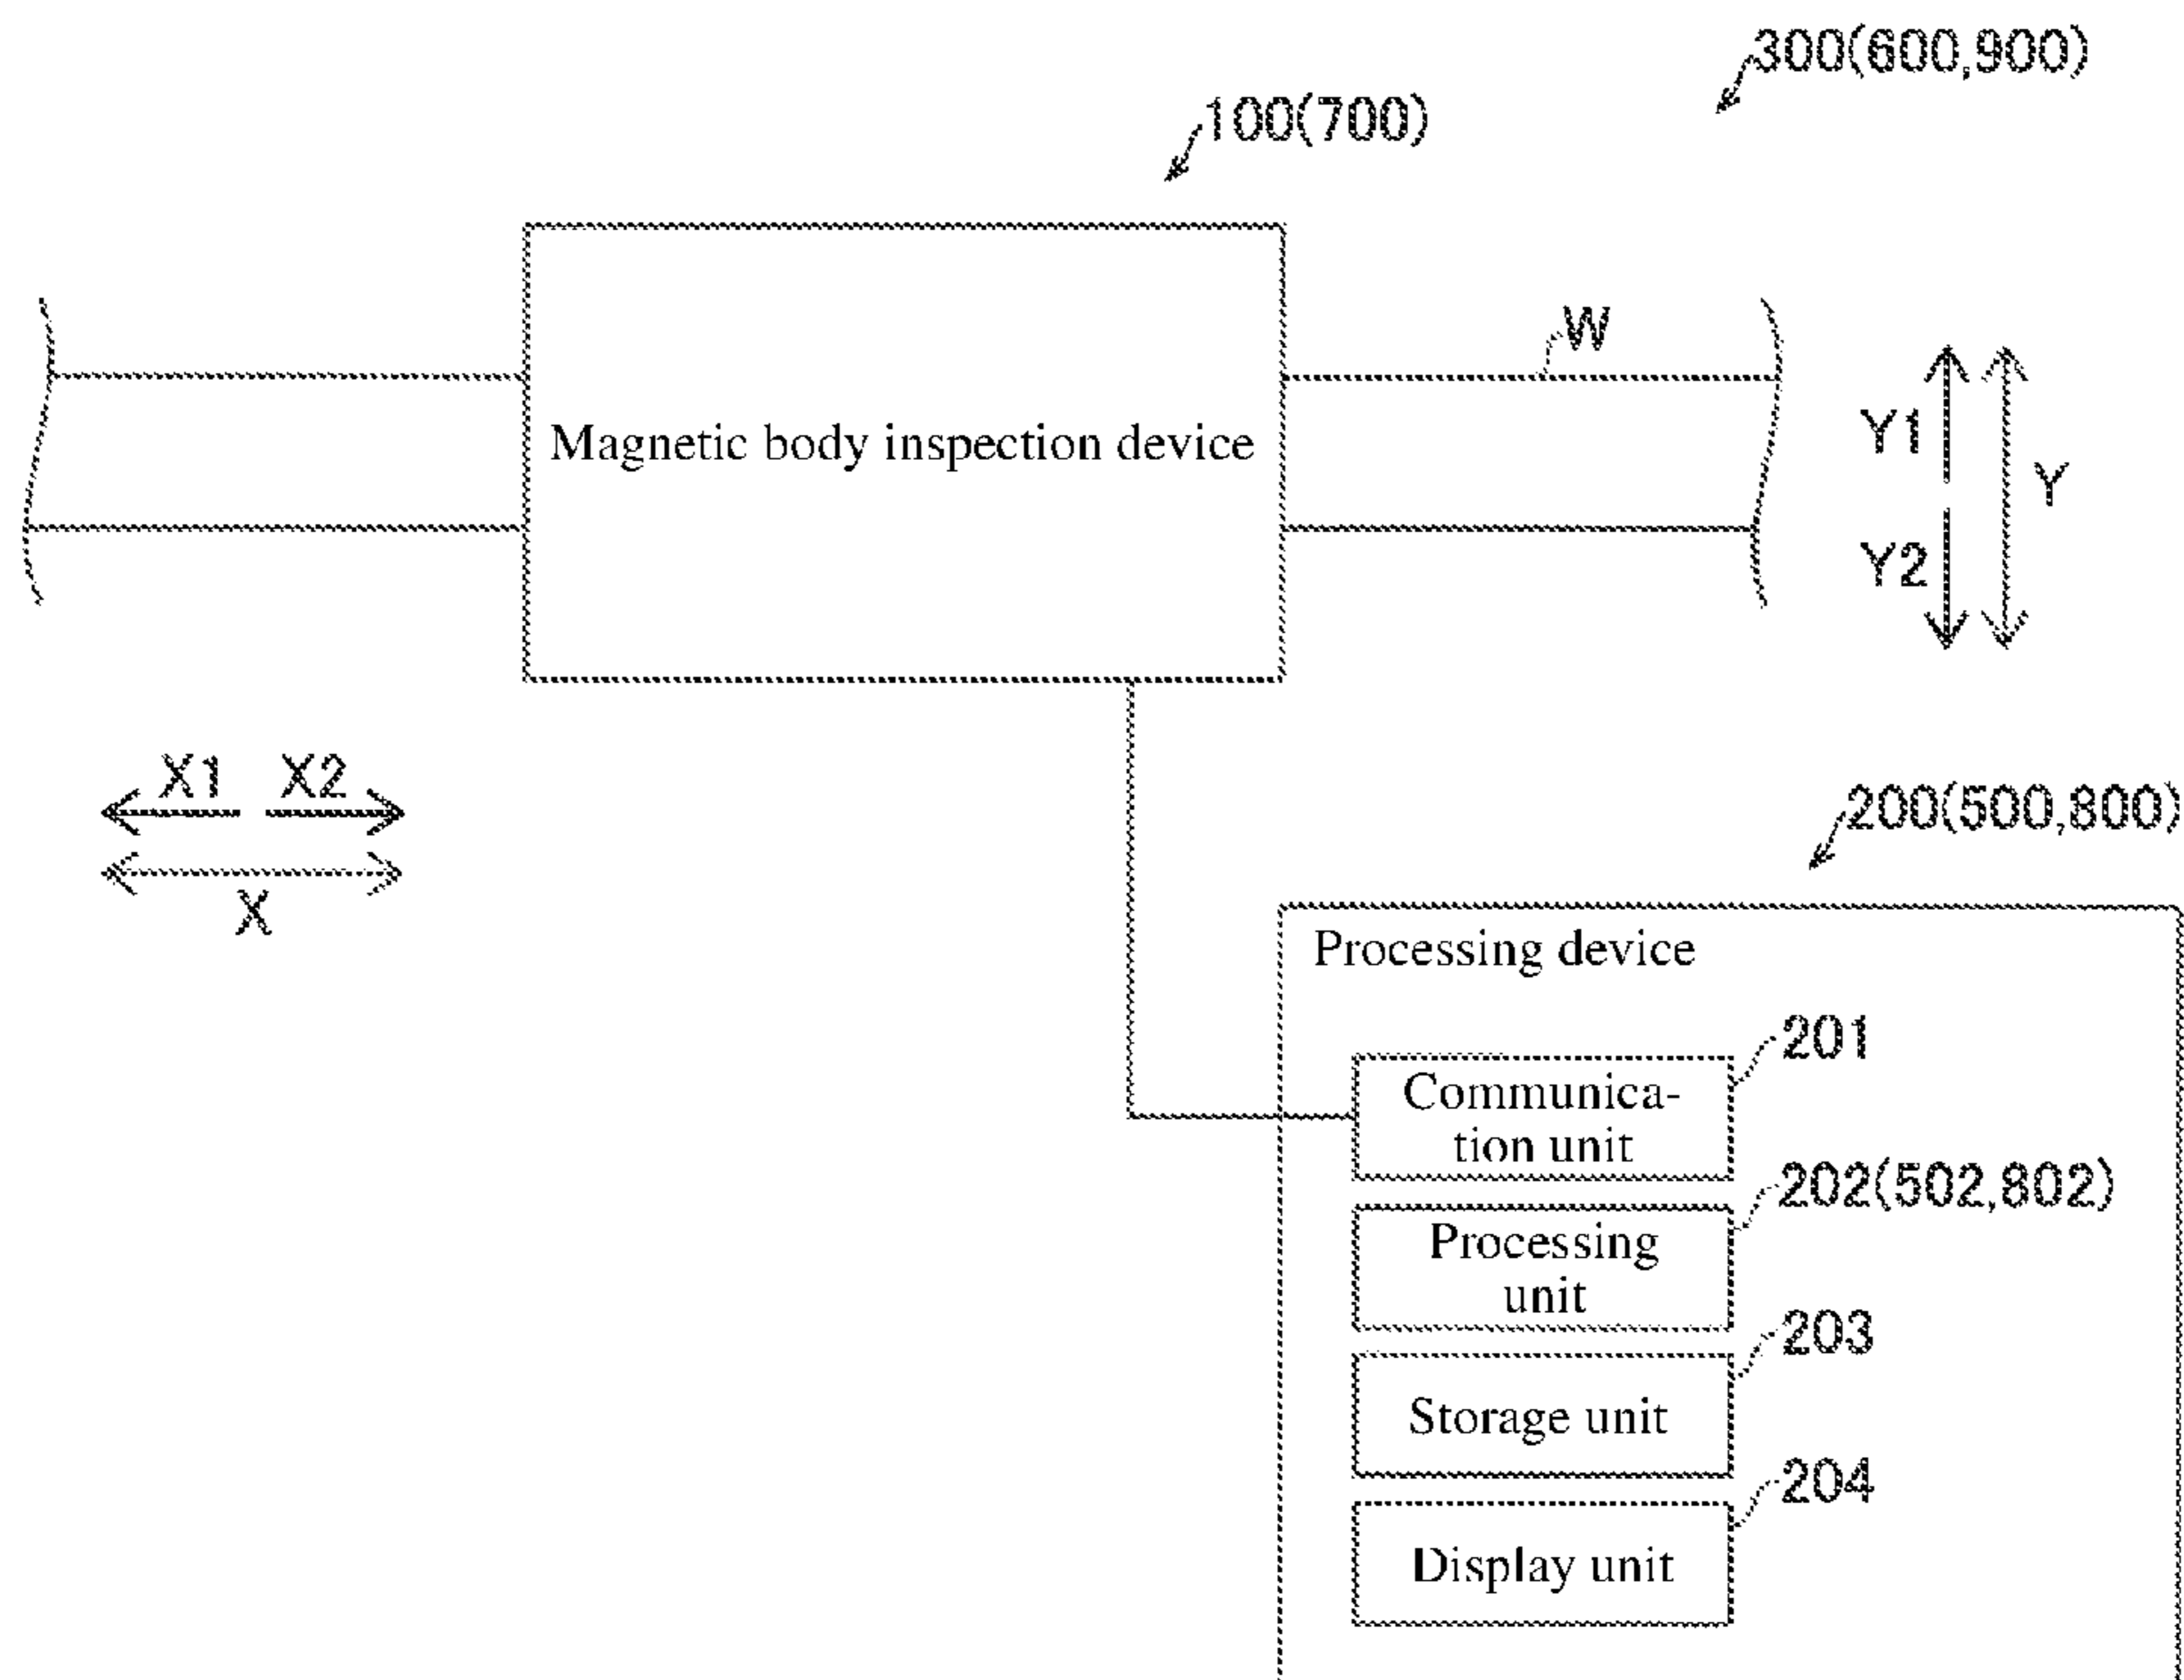 300(600,900)
100(700)
W
Magnetic body inspection device
Y1
Y
Y2
X1 X2
X
200(500,800)
Processing device
201
Communica-
tion unit
202(502,802)
Processing
unit
203
Storage unit
204
Display unit